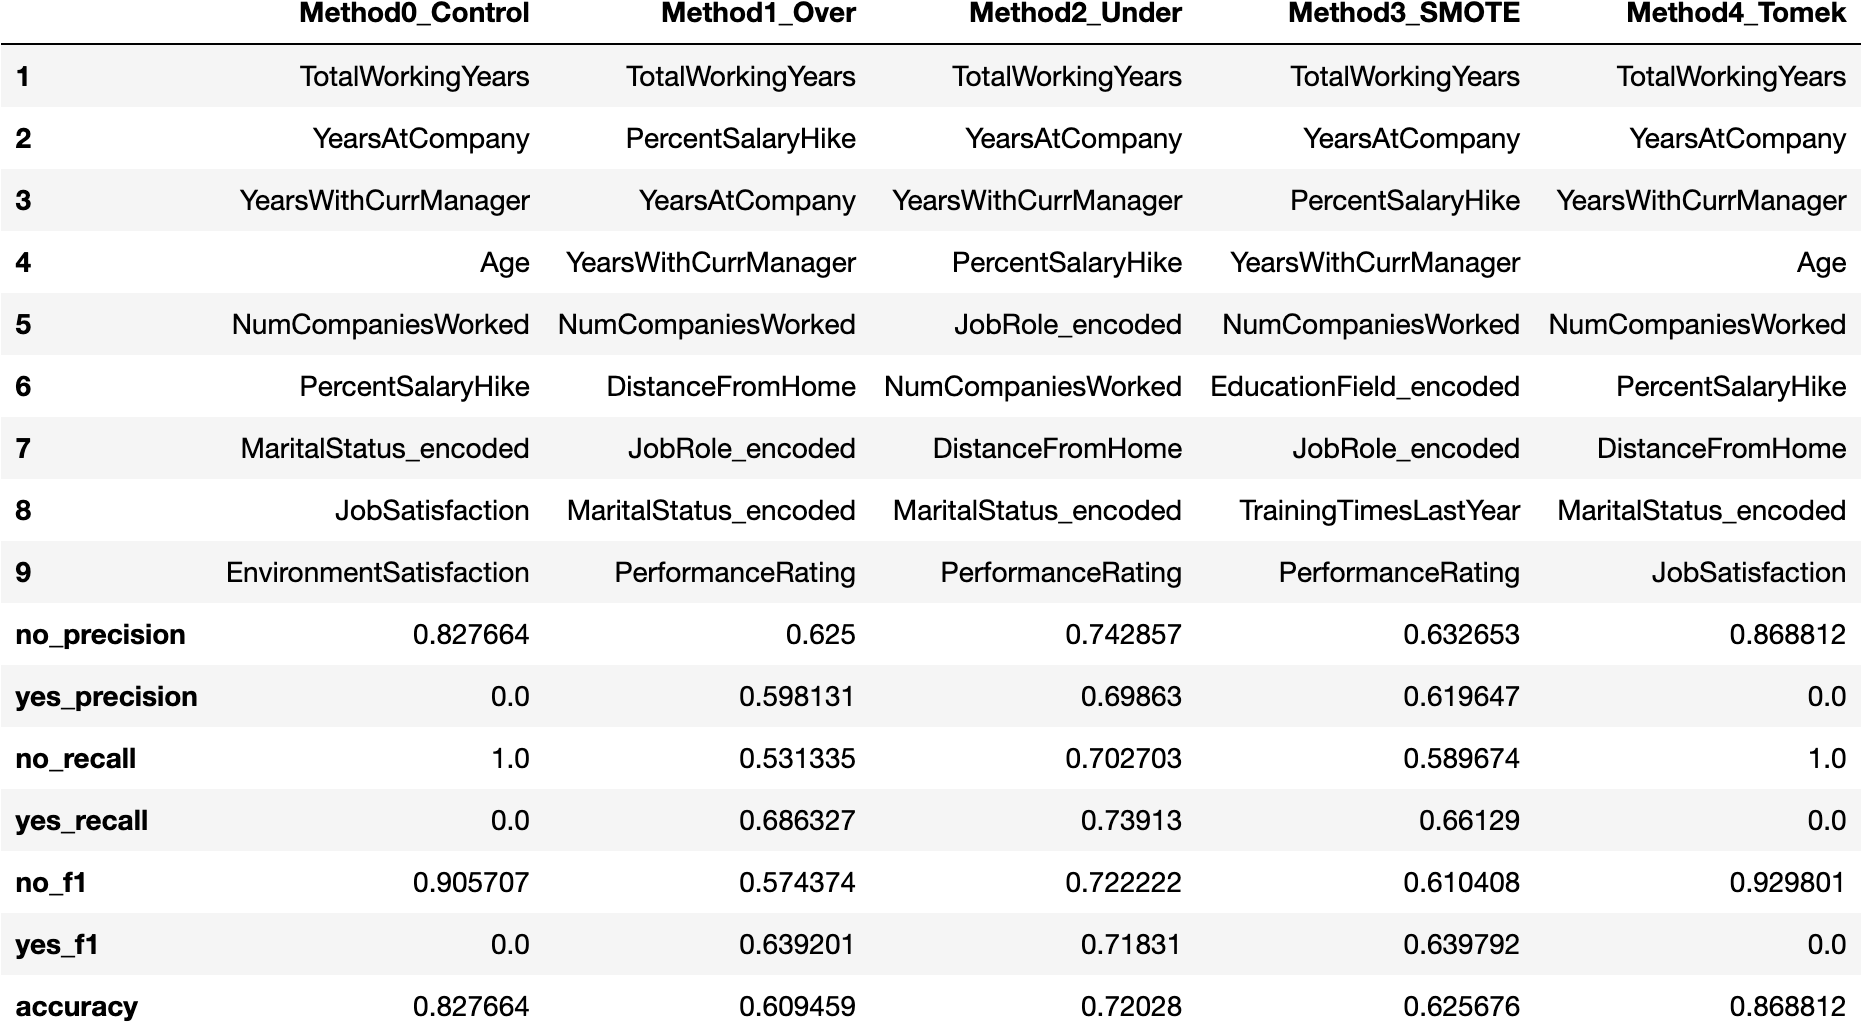 Method0_Control Method1_Over Method2_Under Method3_SMOTE Method4_Tomek
1 TotalWorkingYears TotalWorkingYears TotalWorkingYears TotalWorkingYears TotalWorkingYears
2 YearsAtCompany PercentSalaryHike YearsAtCompany YearsAtCompany YearsAtCompany
3 YearsWithCurrManager YearsAtCompany YearsWithCurrManager PercentSalaryHike YearsWithCurrManager
4 Age YearsWithCurrManager PercentSalaryHike YearsWithCurrManager Age
5 NumCompaniesWorked NumCompaniesWorked JobRole_encoded NumCompaniesWorked NumCompaniesWorked
6 PercentSalaryHike DistanceFromHome NumCompaniesWorked EducationField_encoded PercentSalaryHike
7 MaritalStatus_encoded JobRole_encoded DistanceFromHome JobRole_encoded DistanceFromHome
8 JobSatisfaction MaritalStatus_encoded MaritalStatus_encoded TrainingTimesLastYear MaritalStatus_encoded
9 EnvironmentSatisfaction PerformanceRating PerformanceRating PerformanceRating JobSatisfaction
no_precision 0.827664 0.625 0.742857 0.632653 0.868812
yes_precision 0.0 0.598131 0.69863 0.619647 0.0
no_recall 1.0 0.531335 0.702703 0.589674 1.0
yes_recall 0.0 0.686327 0.73913 0.66129 0.0
no_f1 0.905707 0.574374 0.722222 0.610408 0.929801
yes_f1 0.0 0.639201 0.71831 0.639792 0.0
accuracy 0.827664 0.609459 0.72028 0.625676 0.868812